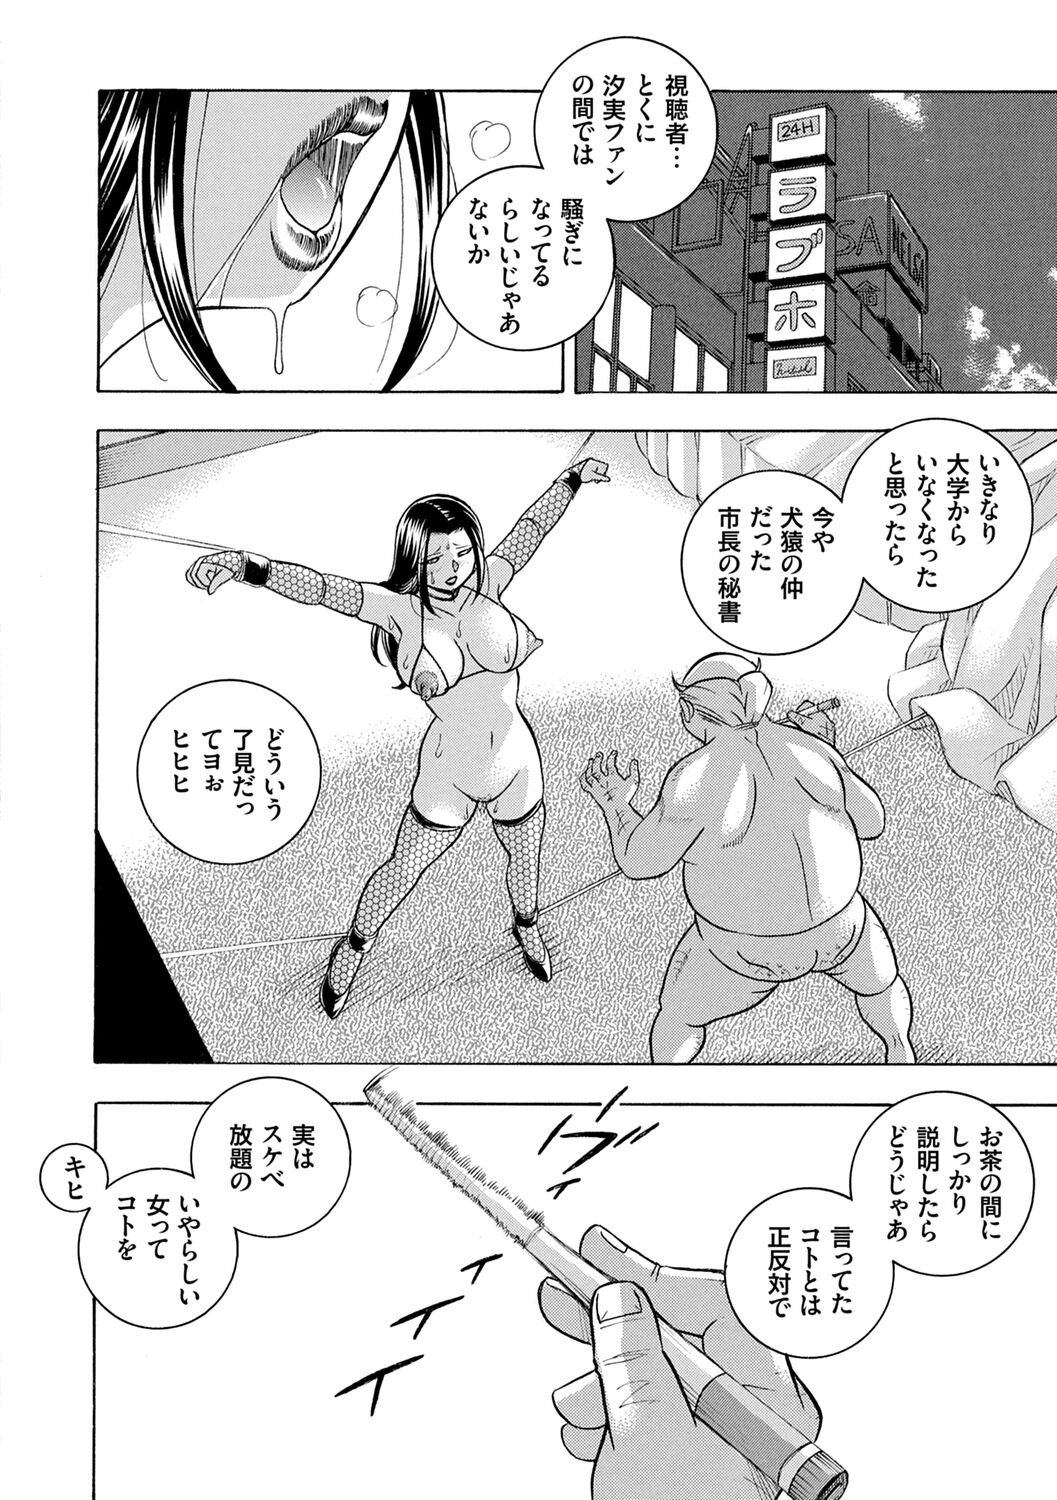 視聴者…
とくに
汐実ファン
の間では
騒ぎに
なってる
らしいじゃあ
ないか
24H
ラブホ
SA
いきなり
大学から
いなくなった
と思ったら
今や
犬猿の仲
だった
市長の秘書
どういう
了見だっ
てヨぉ
ヒヒヒ
お茶の間に
しっかり
説明したら
どうじゃあ
言ってた
コトとは
正反対で
実は
スケベ
放題の
いやらしい
女って
コトを
キヒ